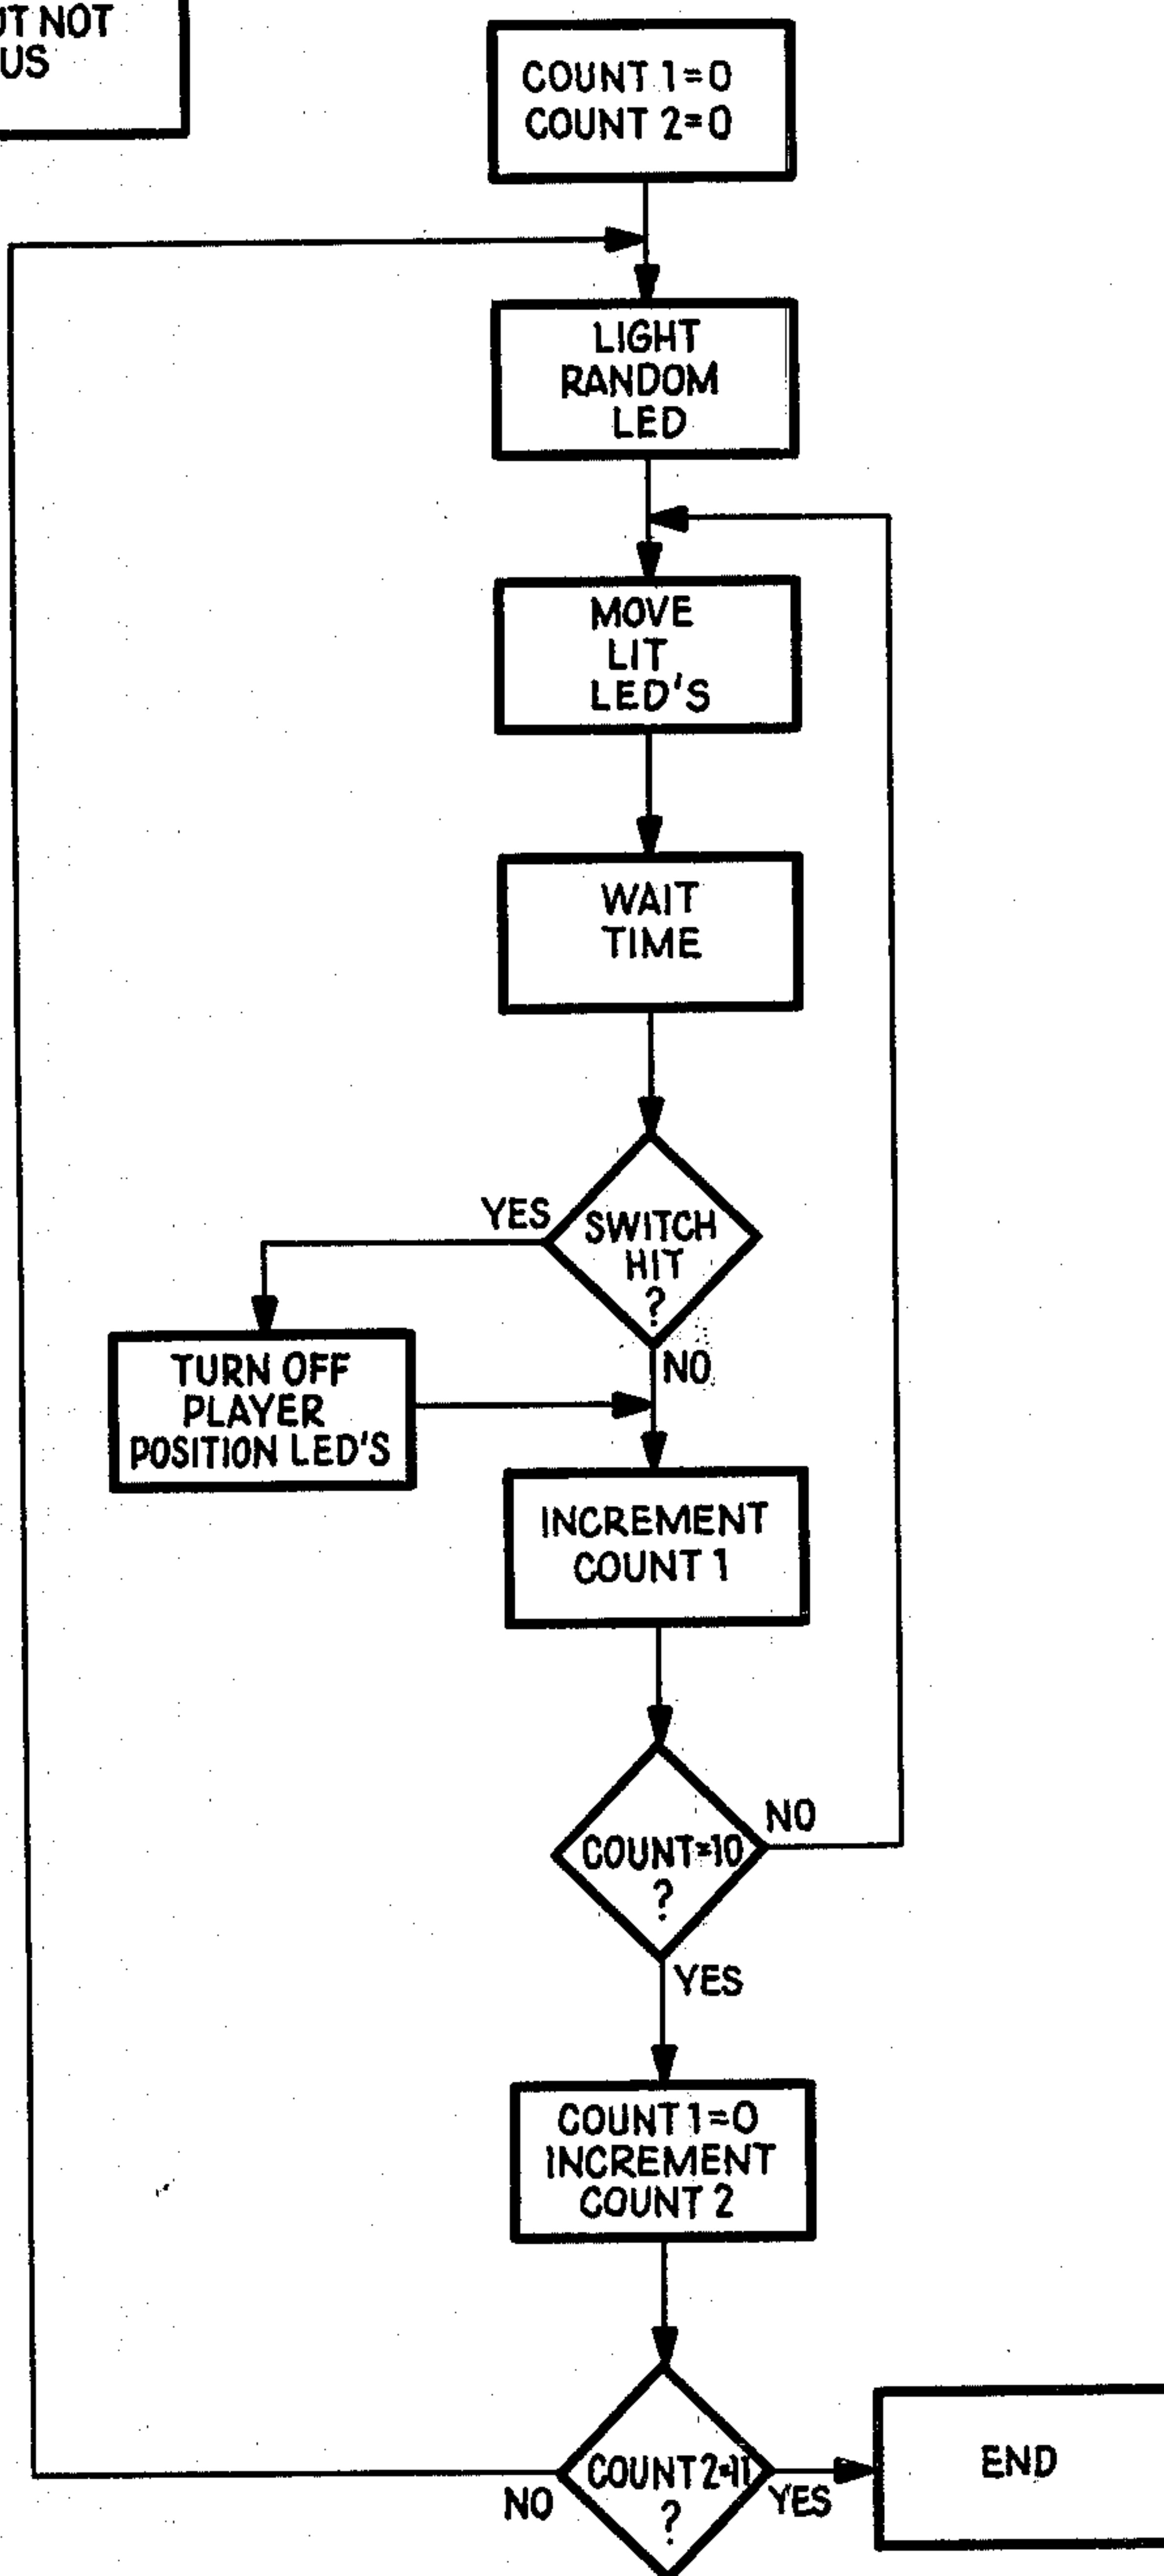 NOT
US
COUNT 1=0
COUNT 2=0
LIGHT
RANDOM
LED
MOVE
LIT
LED'S
WAIT
TIME
YES
SWITCH
HIT
?
NO
TURN OFF
PLAYER
POSITION LED'S
INCREMENT
COUNT 1
NO
COUNT=10
?
YES
COUNT 1=0
INCREMENT
COUNT 2
COUNT 2=11
?
NO
YES
END